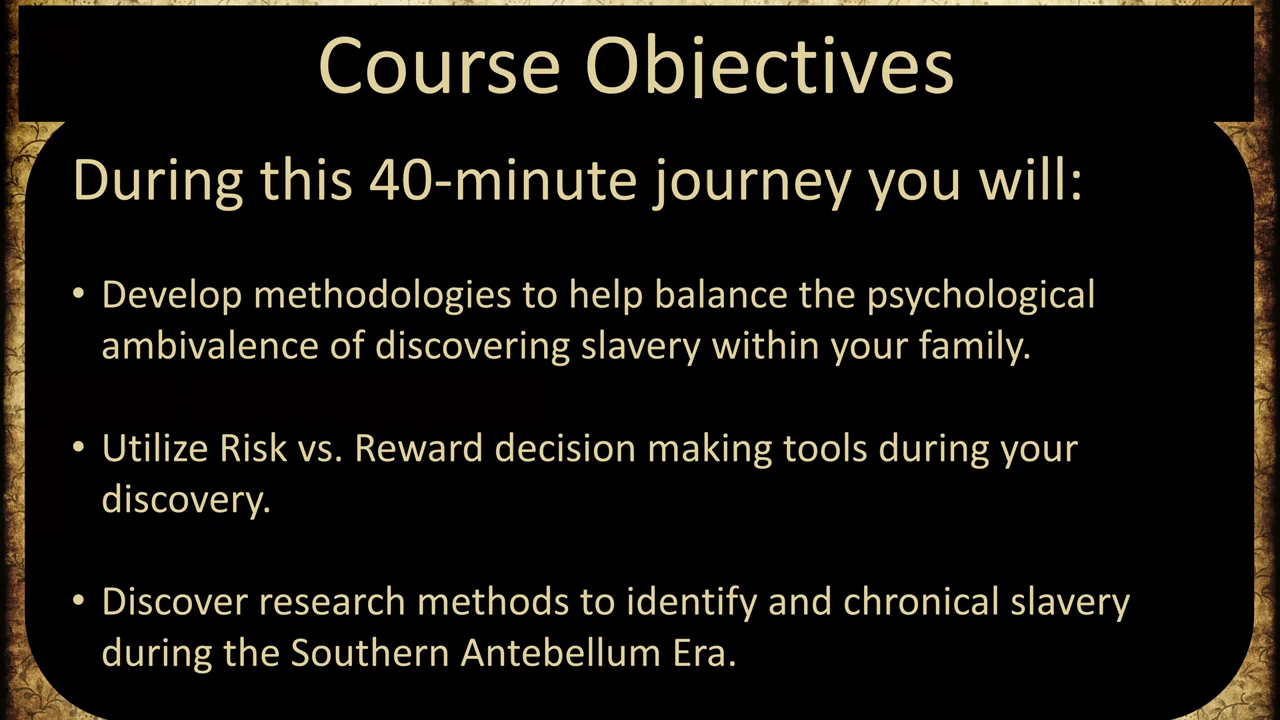 Course Objectives
During this 40-minute journey you will:
• Develop methodologies to help balance the psychological
ambivalence of discovering slavery within your family.
• Utilize Risk vs. Reward decision making tools during your
discovery.
• Discover research methods to identify and chronical slavery
during the Southern Antebellum Era.